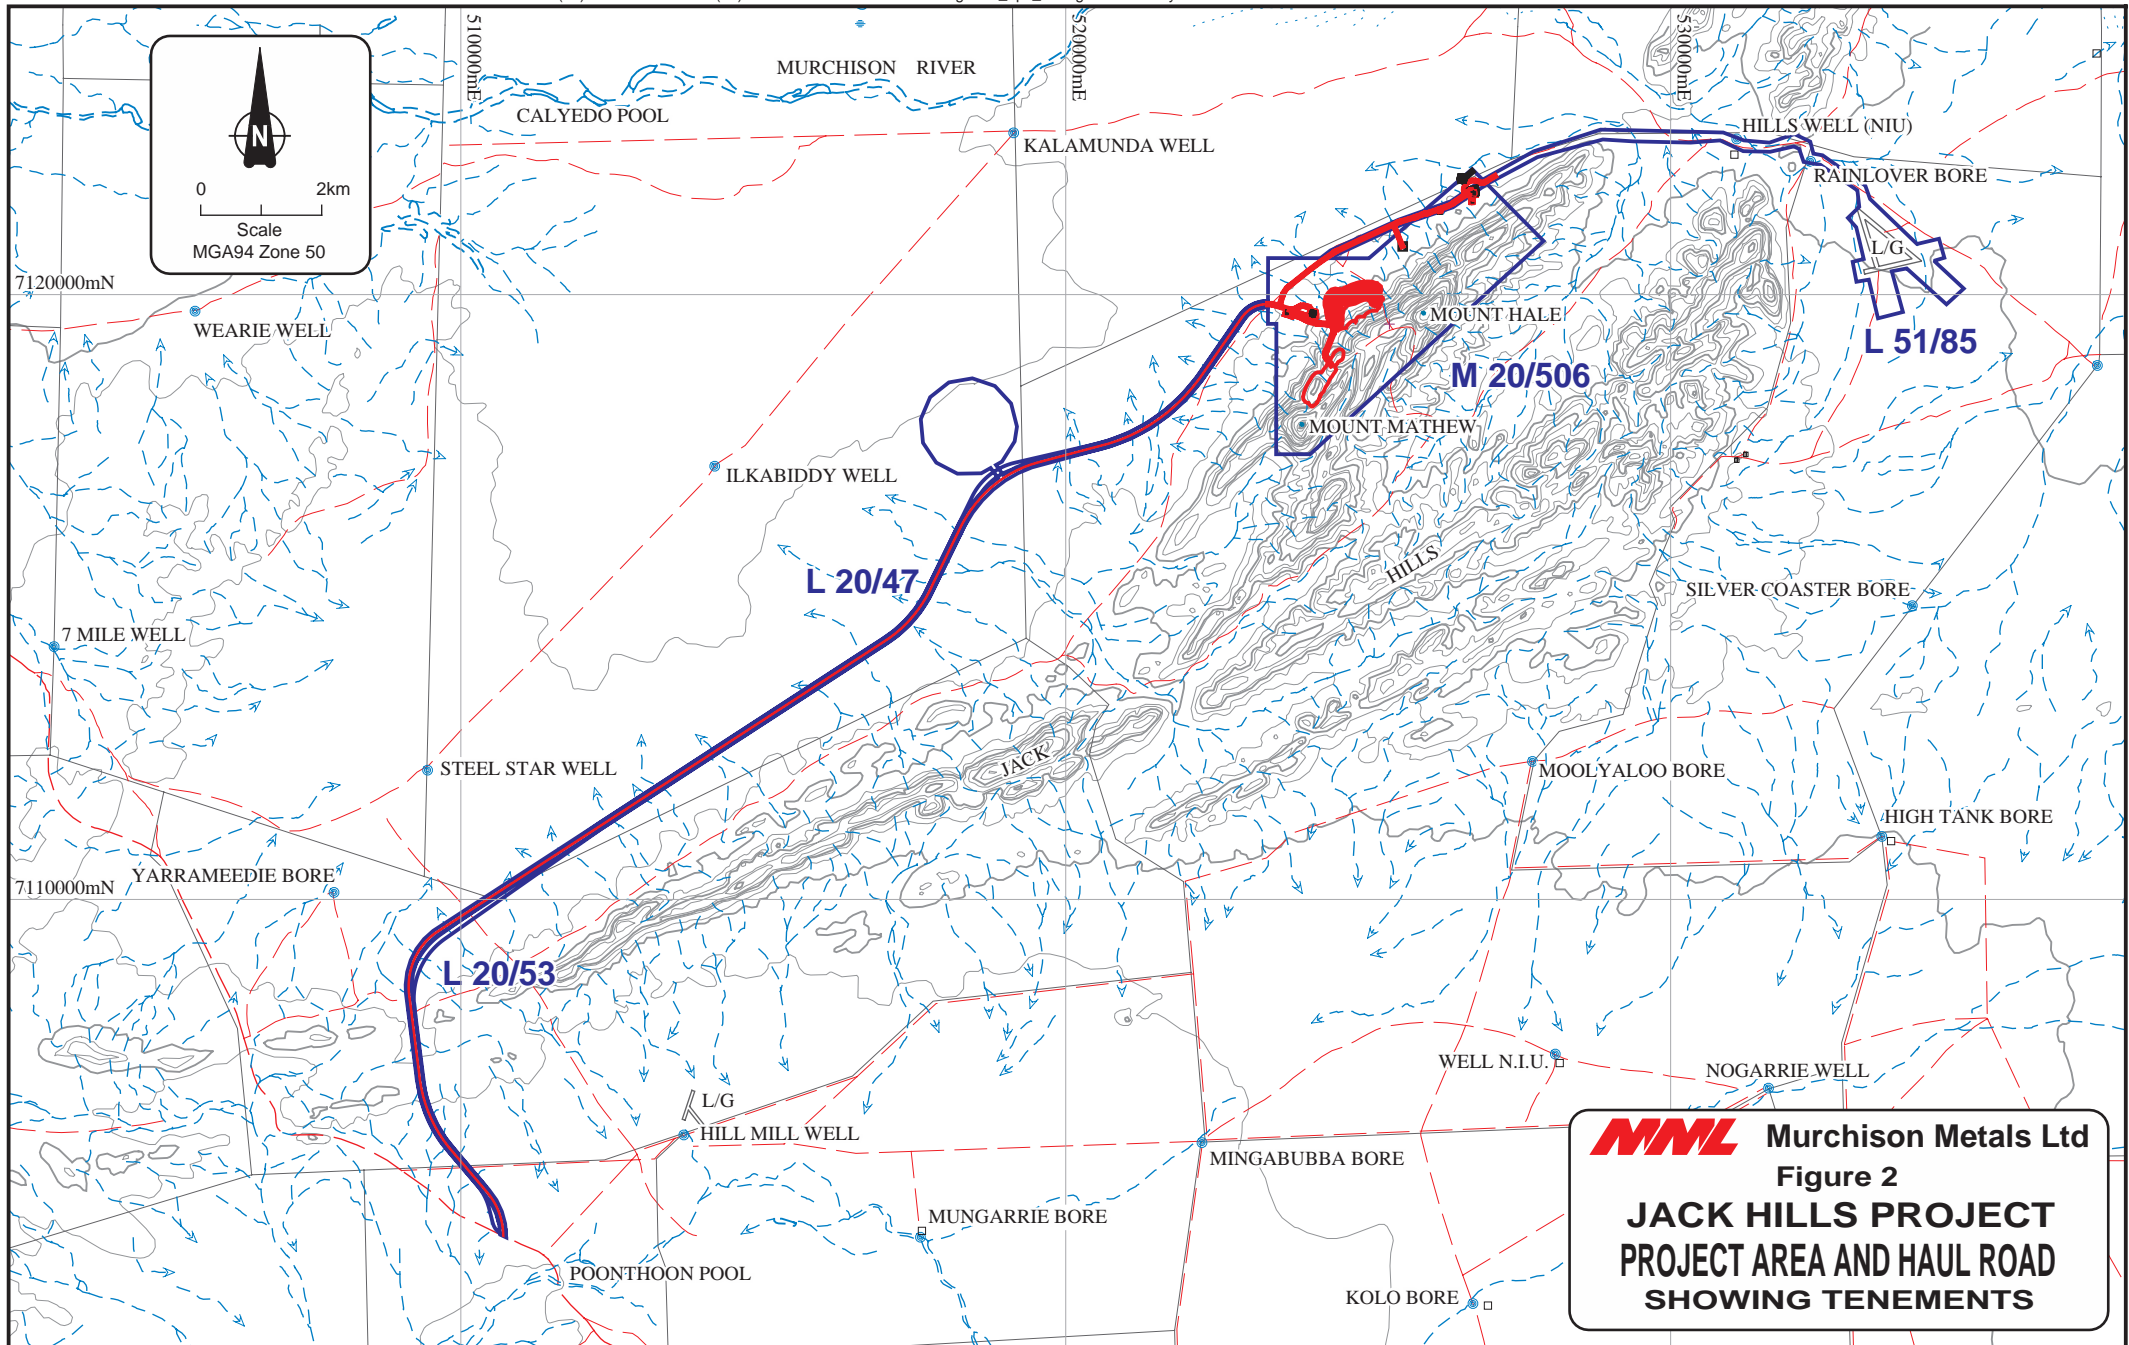 510000mE
520000mE
530000mE
MURCHISON RIVER
CALYEDO POOL
KALAMUNDA WELL
HILLS WELL (NIU)
RAINLOVER BORE
N
0 2km
Scale
MGA94 Zone 50
L/G
7120000mN
WEARIE WELL
MOUNT HALE
L 51/85
M 20/506
MOUNT MATHEW
ILKABIDDY WELL
L 20/47
HILLS
SILVER COASTER BORE
7 MILE WELL
JACK
STEEL STAR WELL
MOOLYALOO BORE
HIGH TANK BORE
YARRAMEEDIE BORE
7110000mN
L 20/53
WELL N.I.U.
NOGARRIE WELL
L/G
HILL MILL WELL
MINGABUBBA BORE
MUNGARRIE BORE
POONTHOON POOL
KOLO BORE
MML Murchison Metals Ltd
Figure 2
JACK HILLS PROJECT
PROJECT AREA AND HAUL ROAD
SHOWING TENEMENTS